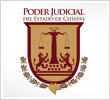 PODER JUDICIAL
DEL ESTADO DE CHIAPAS